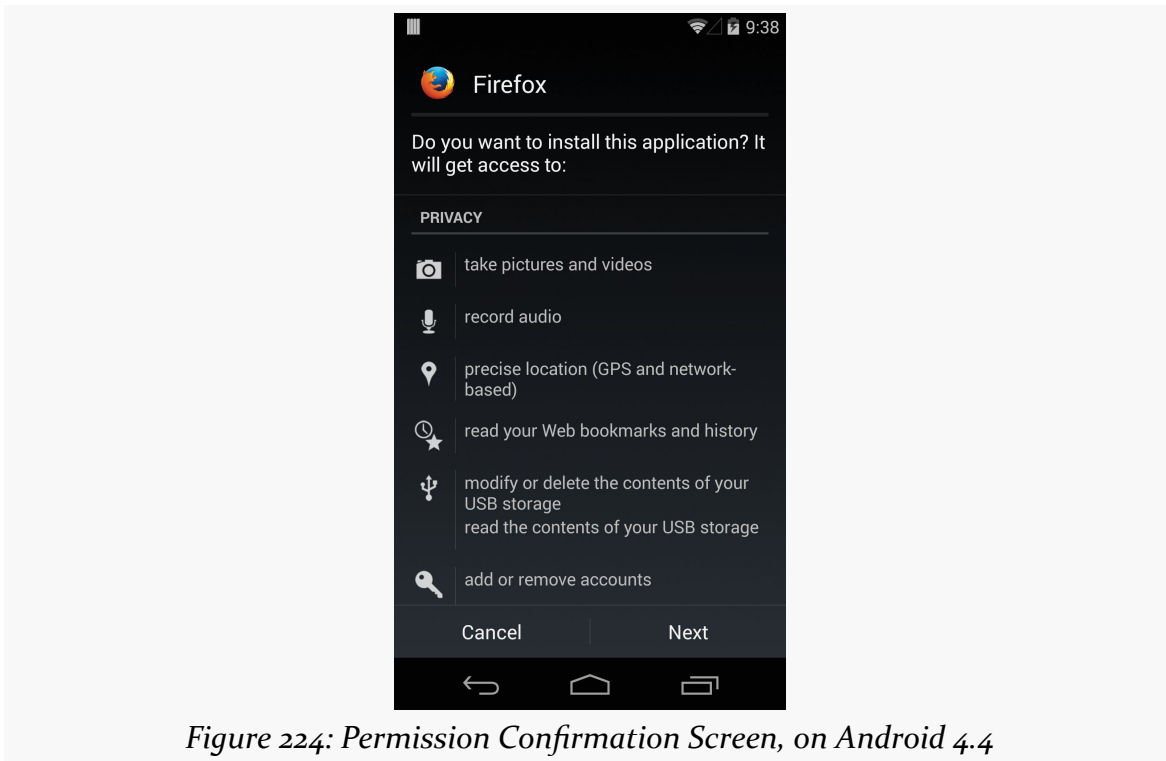 9:38
Firefox
Do you want to install this application? It
will get access to:
PRIVACY
take pictures and videos
record audio
precise location (GPS and network-
based)
read your Web bookmarks and history
modify or delete the contents of your
USB storage
read the contents of your USB storage
add or remove accounts
Cancel Next
Figure 224: Permission Confirmation Screen, on Android 4.4